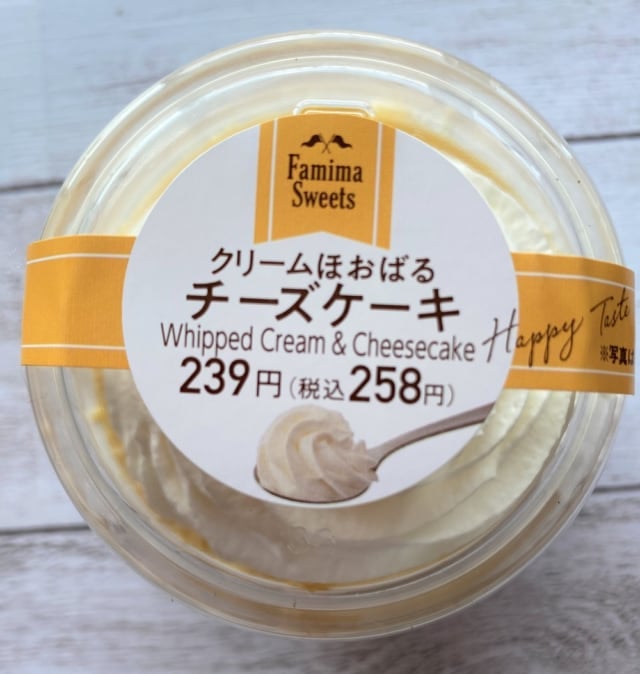 Famima
Sweets
クリームほおばる
チーズケーキ
Whipped Cream & Cheesecake
239円(税込258円)
Happy Taste
※写真は